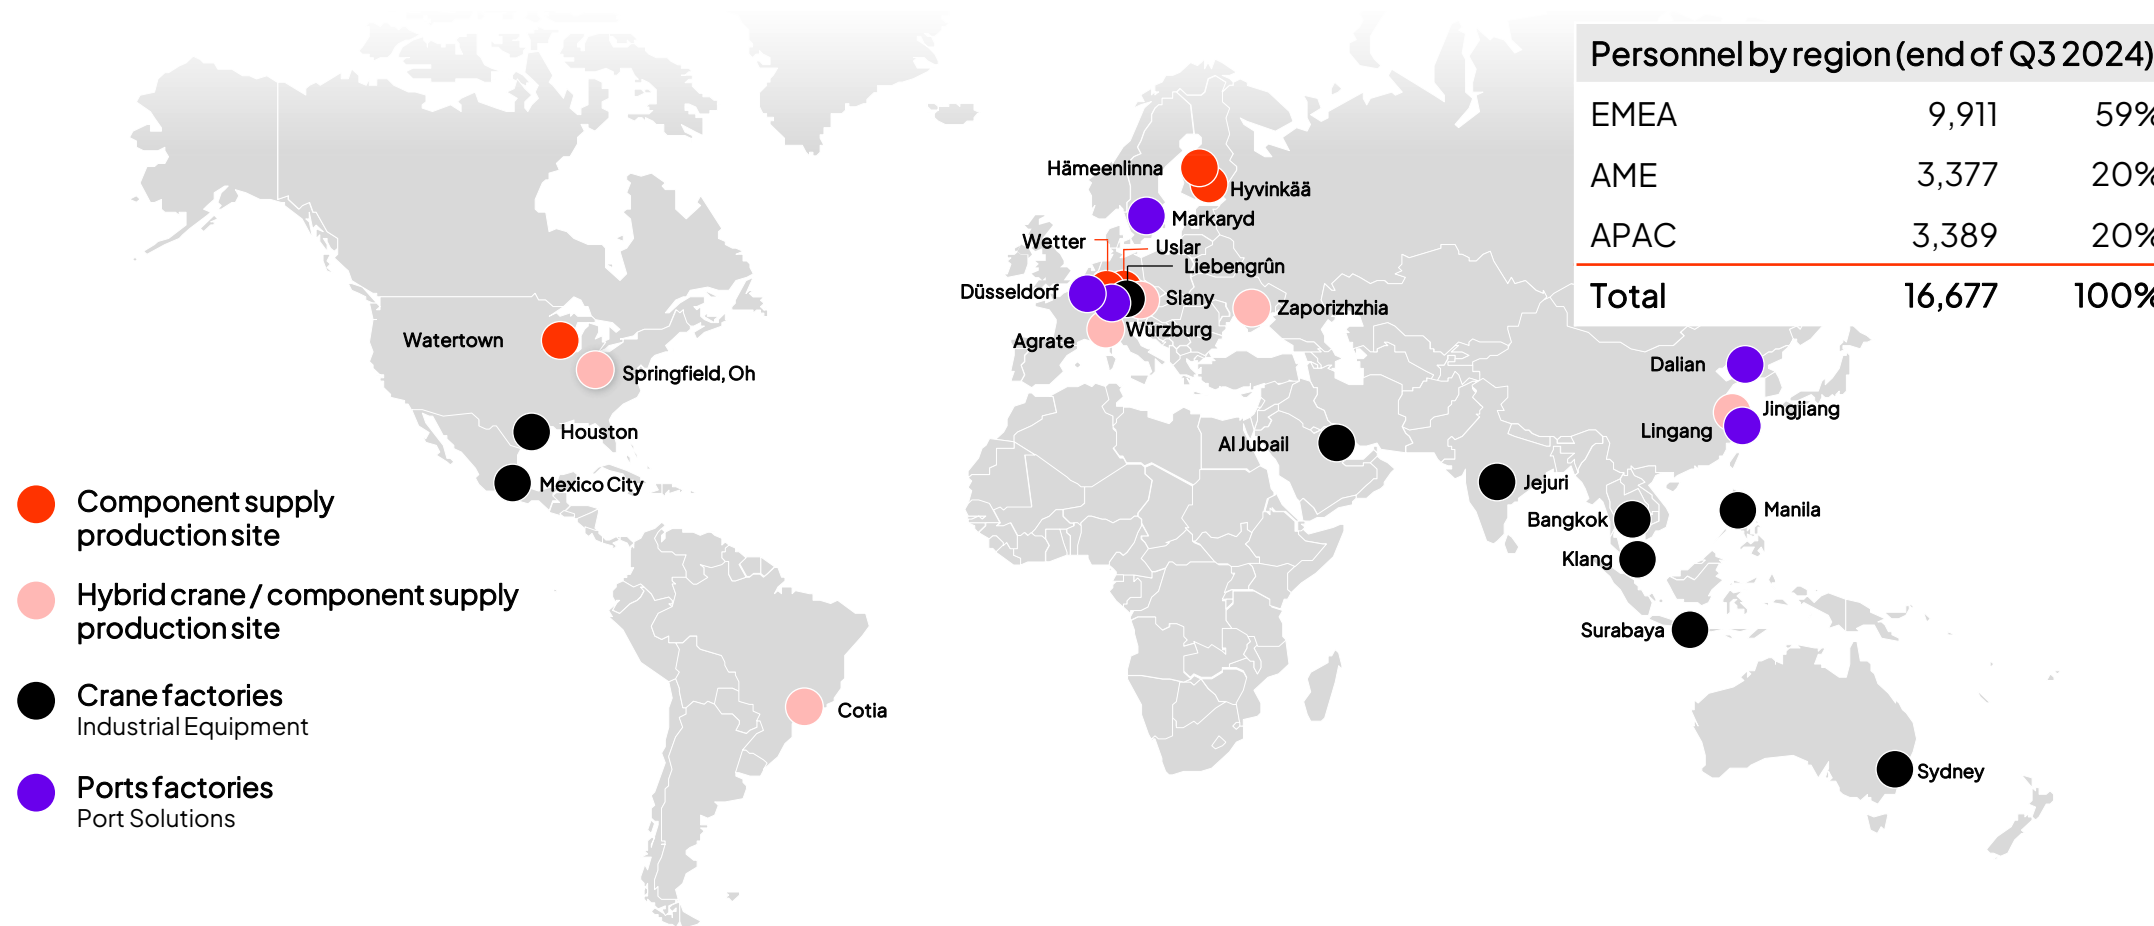 Personnel by region (end of Q3 2024)
EMEA 9,911 59%
AME 3,377 20%
APAC 3,389 20%
Total 16,677 100%
Hämeenlinna
Hyvinkää
Markaryd
Wetter
Uslar
Liebengrûn
Düsseldorf
Slany
Zaporizhzhia
Würzburg
Agrate
Watertown
Springfield, Oh
Houston
Mexico City
Cotia
Al Jubail
Dalian
Jingjiang
Lingang
Jejuri
Bangkok
Manila
Klang
Surabaya
Sydney
Component supply
production site
Hybrid crane / component supply
production site
Crane factories
Industrial Equipment
Ports factories
Port Solutions